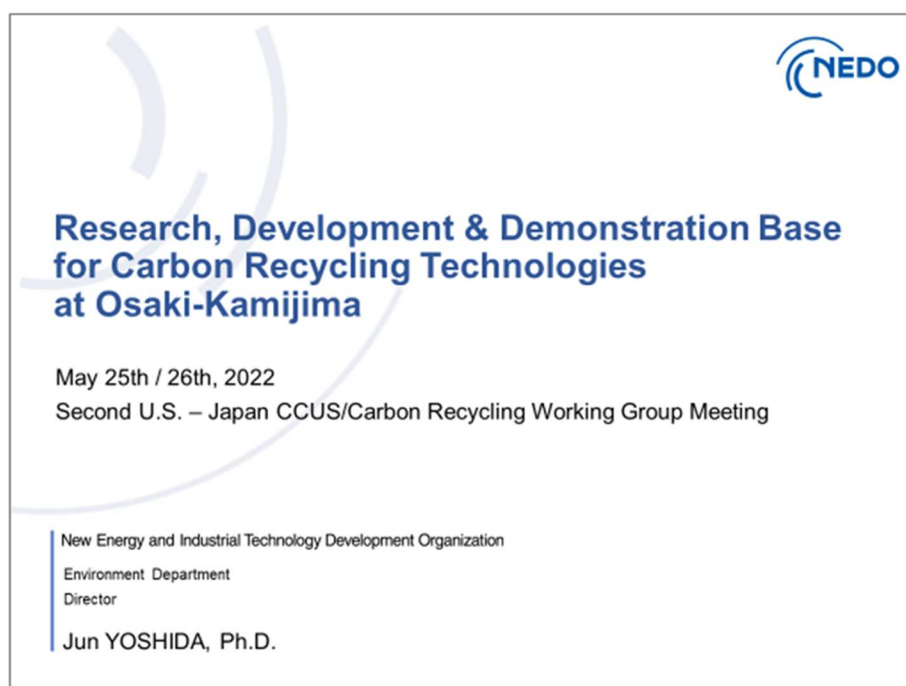 NEDO
Research, Development & Demonstration Base
for Carbon Recycling Technologies
at Osaki-Kamijima
May 25th / 26th, 2022
Second U.S. – Japan CCUS/Carbon Recycling Working Group Meeting
New Energy and Industrial Technology Development Organization
Environment Department
Director
Jun YOSHIDA, Ph.D.